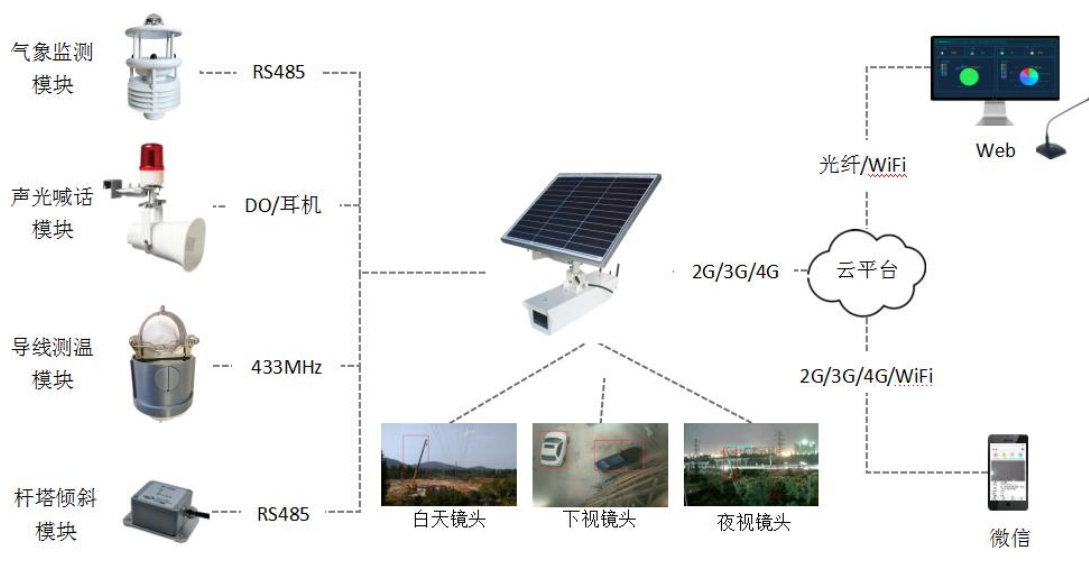 气象监测
模块
RS485
声光喊话
模块
DO/耳机
导线测温
模块
433MHz
杆塔倾斜
模块
RS485
2G/3G/4G
云平台
光纤/WiFi
Web
2G/3G/4G/WiFi
微信
白天镜头
下视镜头
夜视镜头